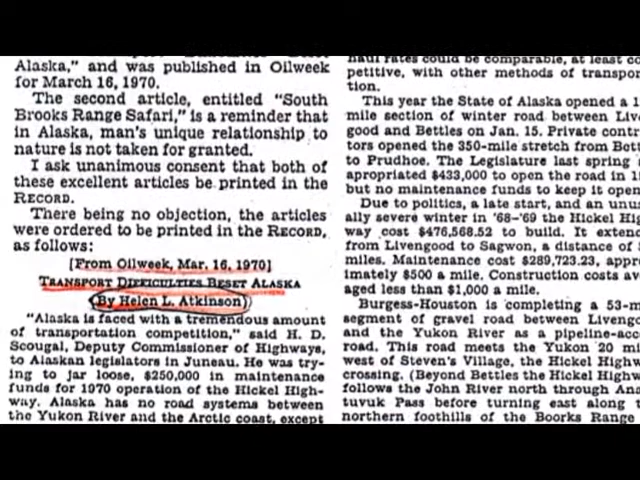 Alaska," and was published in Oilweek
for March 16, 1970.
The second article, entitled "South
Brooks Range Safari," is a reminder that
in Alaska, man's unique relationship to
nature is not taken for granted.
I ask unanimous consent that both of
these excellent articles be printed in the
RECORD.
There being no objection, the articles
were ordered to be printed in the RECORD,
as follows:
[From Oilweek, Mar. 16, 1970]
TRANSPORT DIFFICULTIES BESET ALASKA
(By Helen L. Atkinson)
"Alaska is faced with a tremendous amount
of transportation competition," said H. D.
Scougal, Deputy Commissioner of Highways,
to Alaskan legislators in Juneau. He was try-
ing to jar loose, $250,000 in maintenance
funds for 1970 operation of the Hickel High-
way. Alaska has no road systems between
the Yukon River and the Arctic coast, except
haul rates could be comparable, at least co
petitive, with other methods of transpor
tion.
This year the State of Alaska opened a 1
mile section of winter road between Liven
good and Bettles on Jan. 15. Private contr
tors opened the 350-mile stretch from Bett
to Prudhoe. The Legislature last spring
apropriated $433,000 to open the road in 1
but no maintenance funds to keep it open
Due to politics, a late start, and an unus
ally severe winter in '68-'69 the Hickel Hig
way cost $476,568.52 to build. It extend
from Livengood to Sagwon, a distance of
miles. Maintenance cost $289,723.23, appr
imately $500 a mile. Construction costs av
aged less than $1,000 a mile.
Burgess-Houston is completing a 53-m
segment of gravel road between Liveng
and the Yukon River as a pipeline-acc
road. This road meets the Yukon 20 mi
west of Steven's Village, the Hickel High
crossing. (Beyond Bettles the Hickel High
follows the John River north through Ana
tuvuk Pass before turning east along t
northern foothills of the Boorks Range